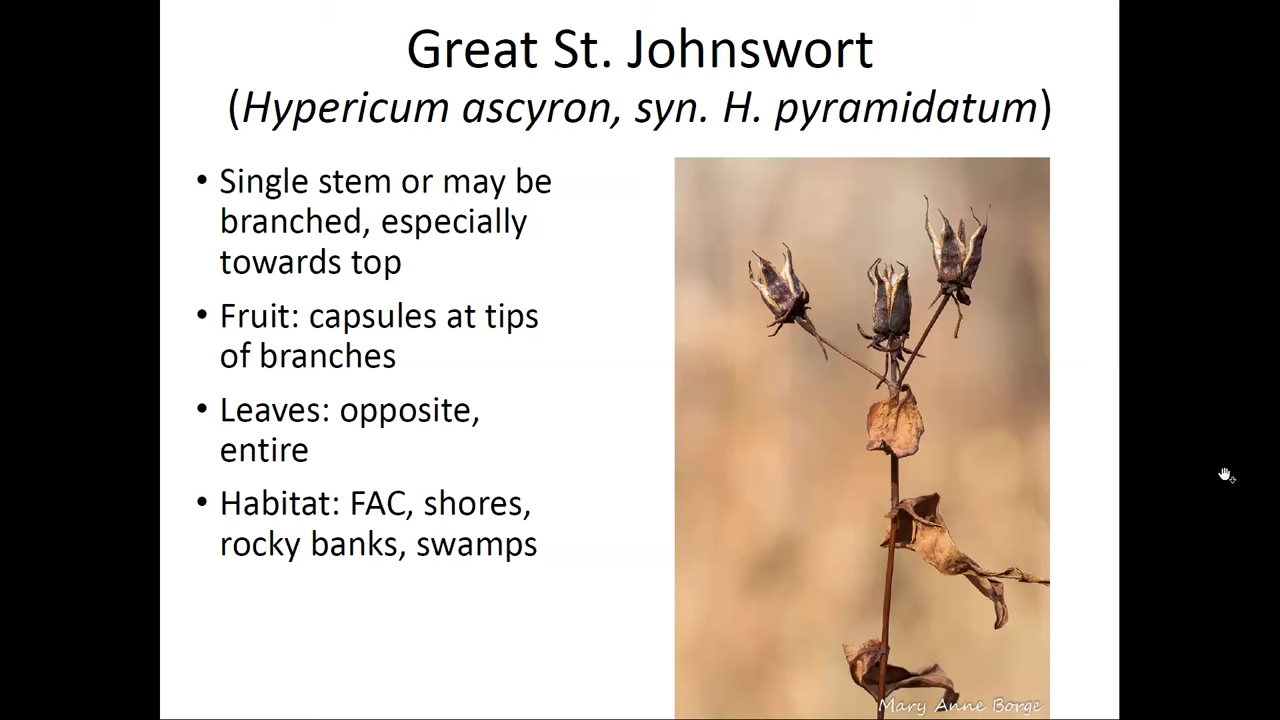 Great St. Johnswort
(Hypericum ascyron, syn. H. pyramidatum)
• Single stem or may be
branched, especially
towards top
• Fruit: capsules at tips
of branches
• Leaves: opposite,
entire
• Habitat: FAC, shores,
rocky banks, swamps
Mary Anne Borge